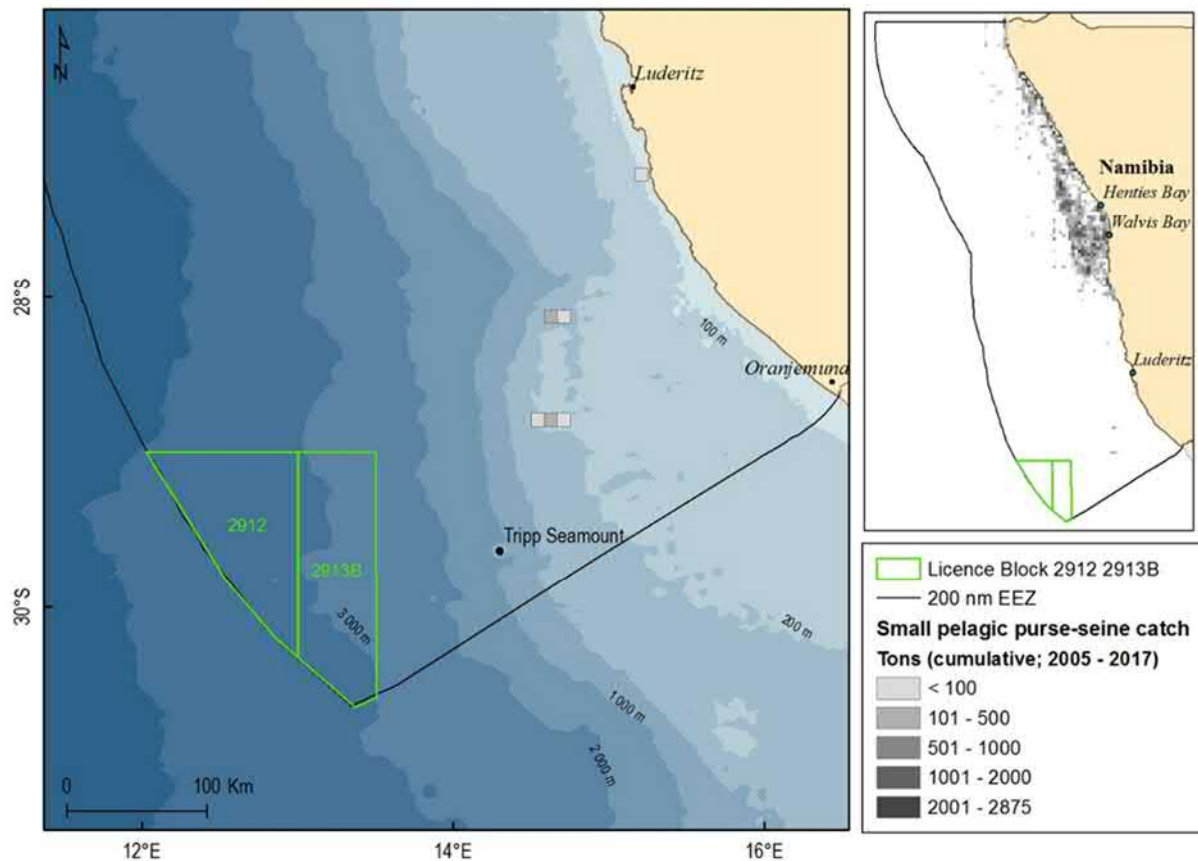 N
Luderitz
28°S
100 m
Oranjemund
2912
2913B
Tripp Seamount
30°S
3 000 m
200 m
1 000 m
2 000 m
0 100 Km
12°E 14°E 16°E
Namibia
Henties Bay
Walvis Bay
Luderitz
Licence Block 2912 2913B
200 nm EEZ
Small pelagic purse-seine catch
Tons (cumulative; 2005 - 2017)
< 100
101 - 500
501 - 1000
1001 - 2000
2001 - 2875